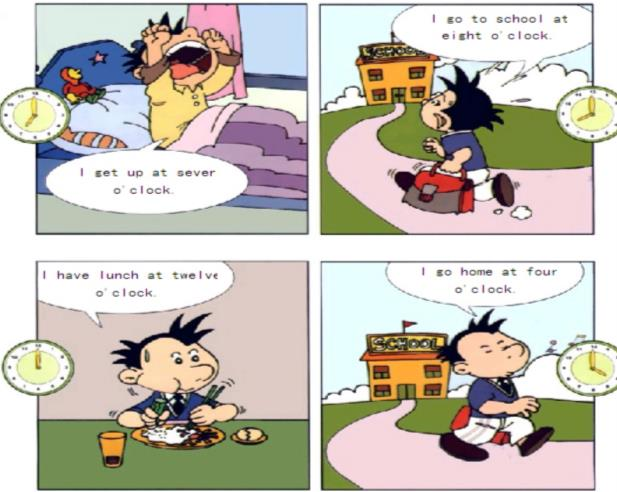 I get up at sever
o'clock.
SCHOOL
I go to school at
eight o'clock.
I have lunch at twelve
o'clock.
I go home at four
o'clock.
SCHOOL